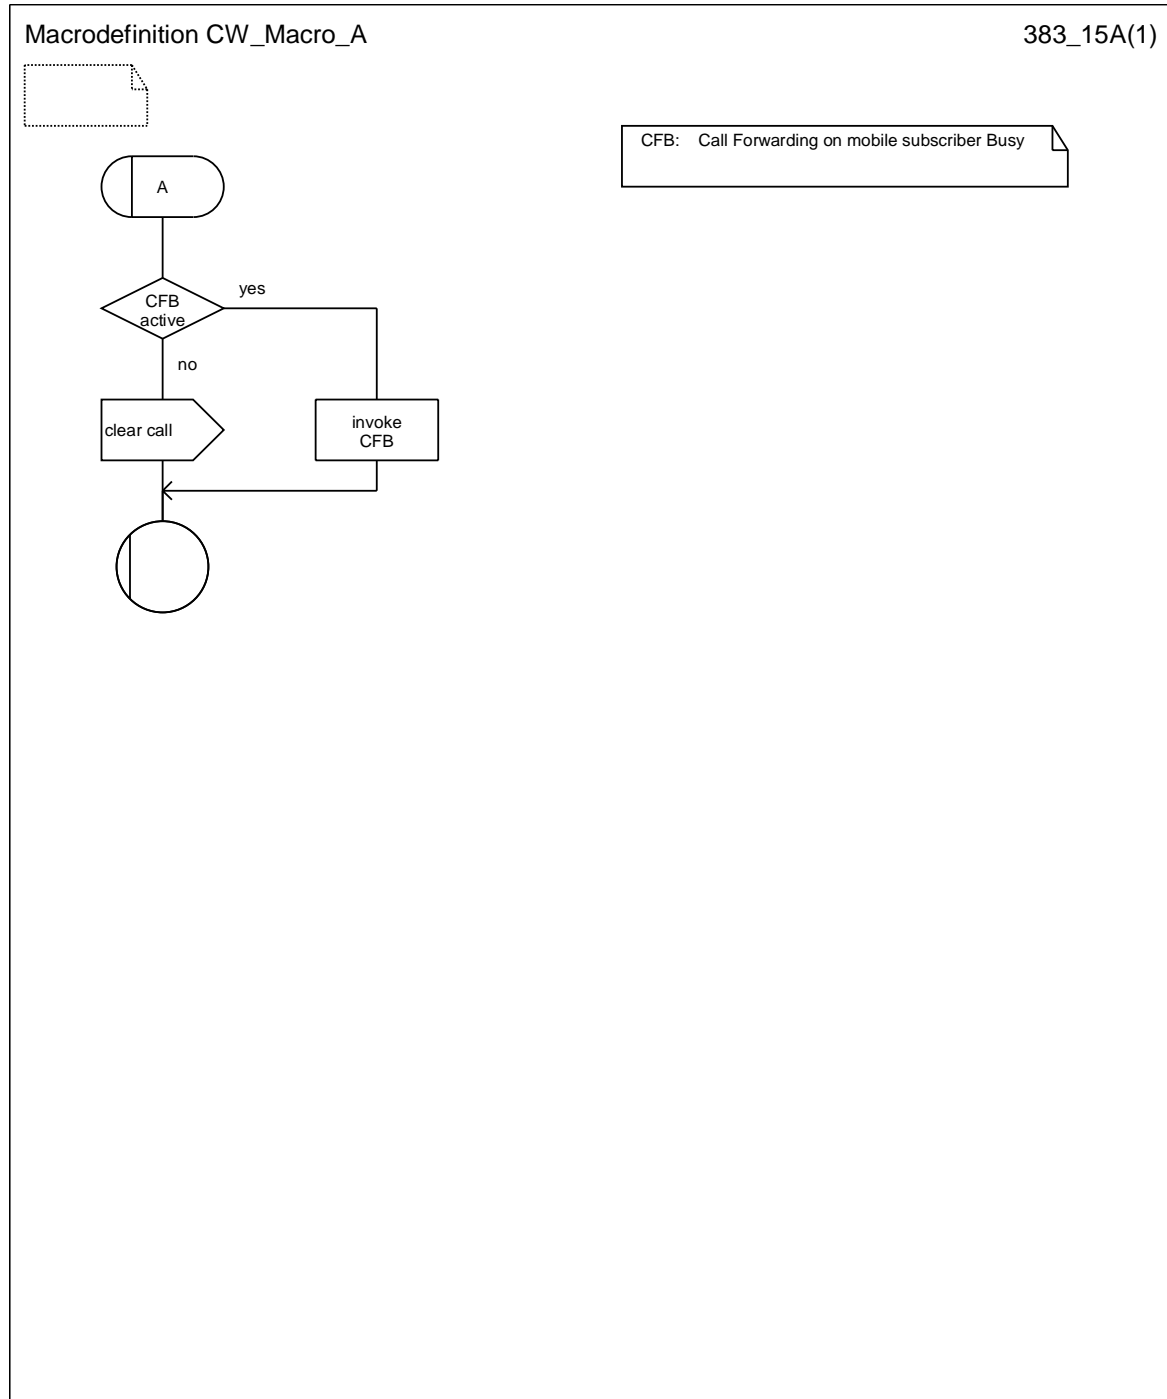 Macrodefinition CW_Macro_A 383_15A(1)
CFB: Call Forwarding on mobile subscriber Busy
A
CFB
active
yes
no
clear call
invoke
CFB